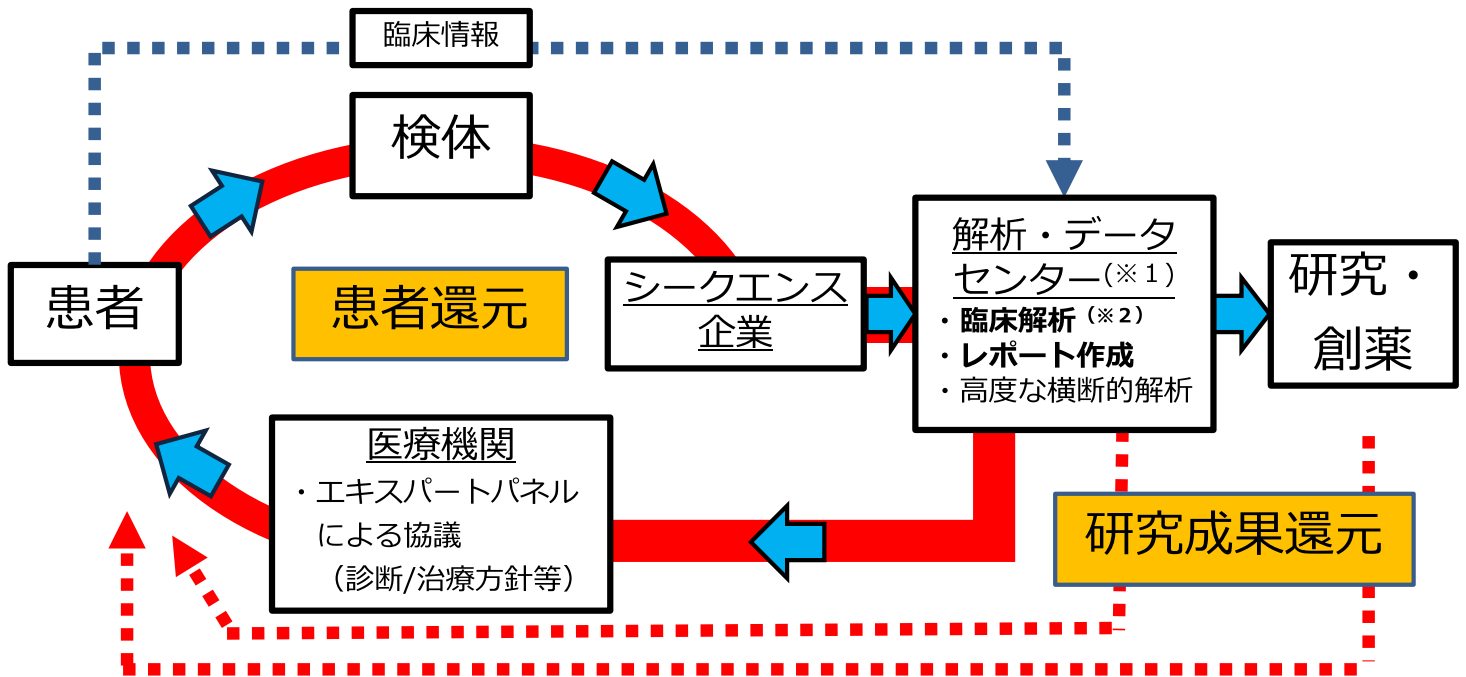 臨床情報
検体
患者
患者還元
シークエンス
企業
解析・データ
センター(※１)
・臨床解析（※２）
・レポート作成
・高度な横断的解析
研究・
創薬
医療機関
・エキスパートパネル
による協議
（診断/治療方針等）
研究成果還元